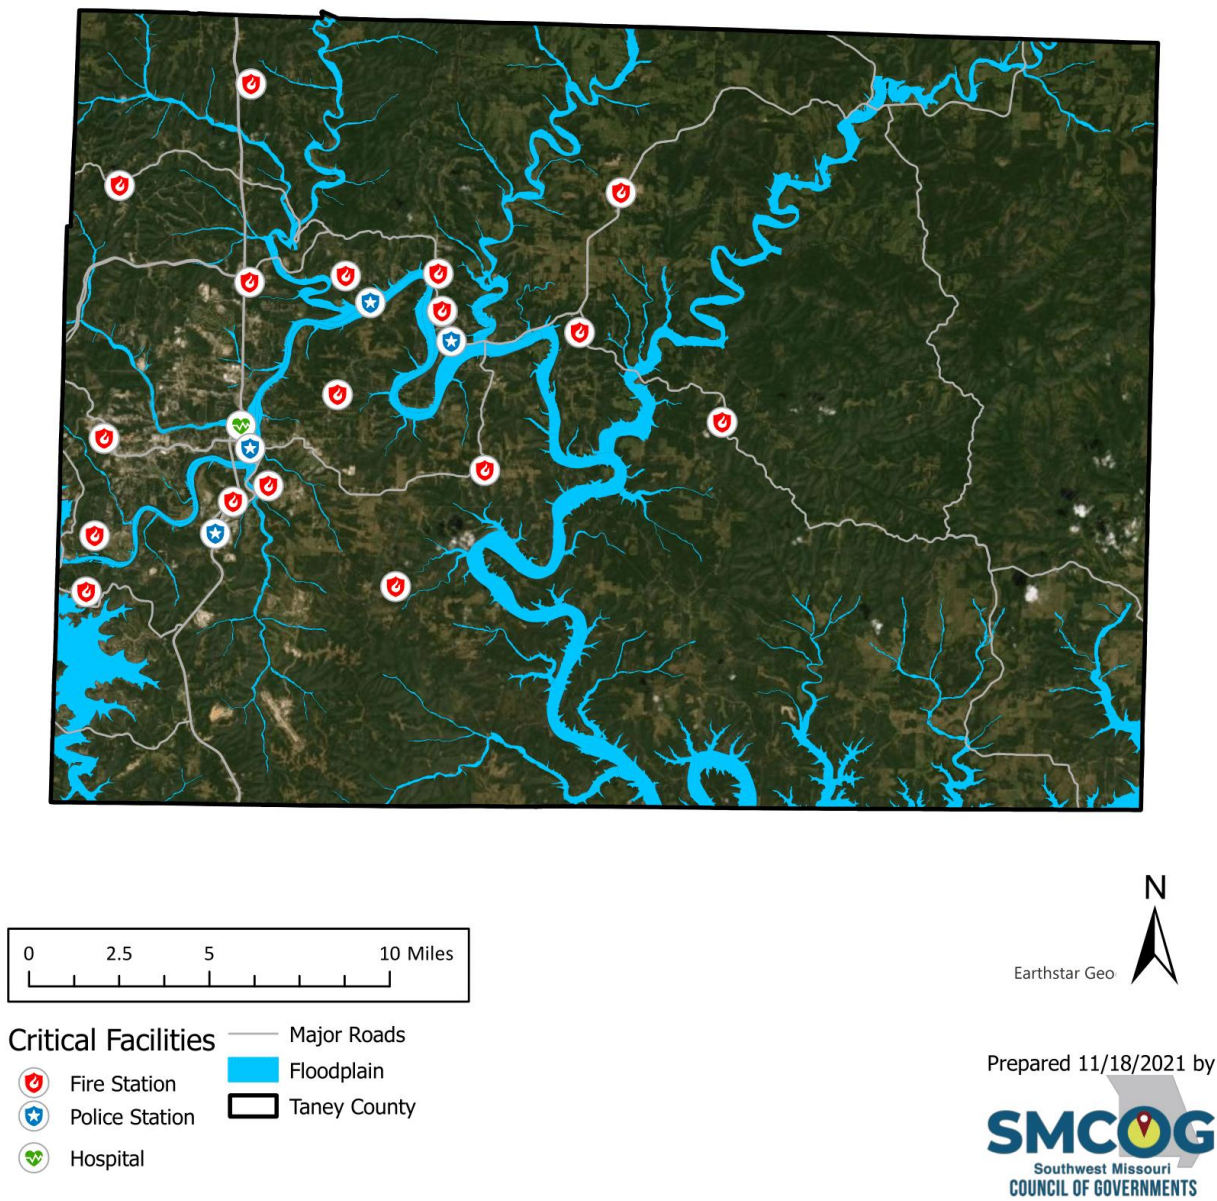 N
0 2.5 5 10 Miles
Earthstar Geo
Critical Facilities
Fire Station
Police Station
Hospital
Major Roads
Floodplain
Taney County
Prepared 11/18/2021 by
SMCOG
Southwest Missouri
COUNCIL OF GOVERNMENTS